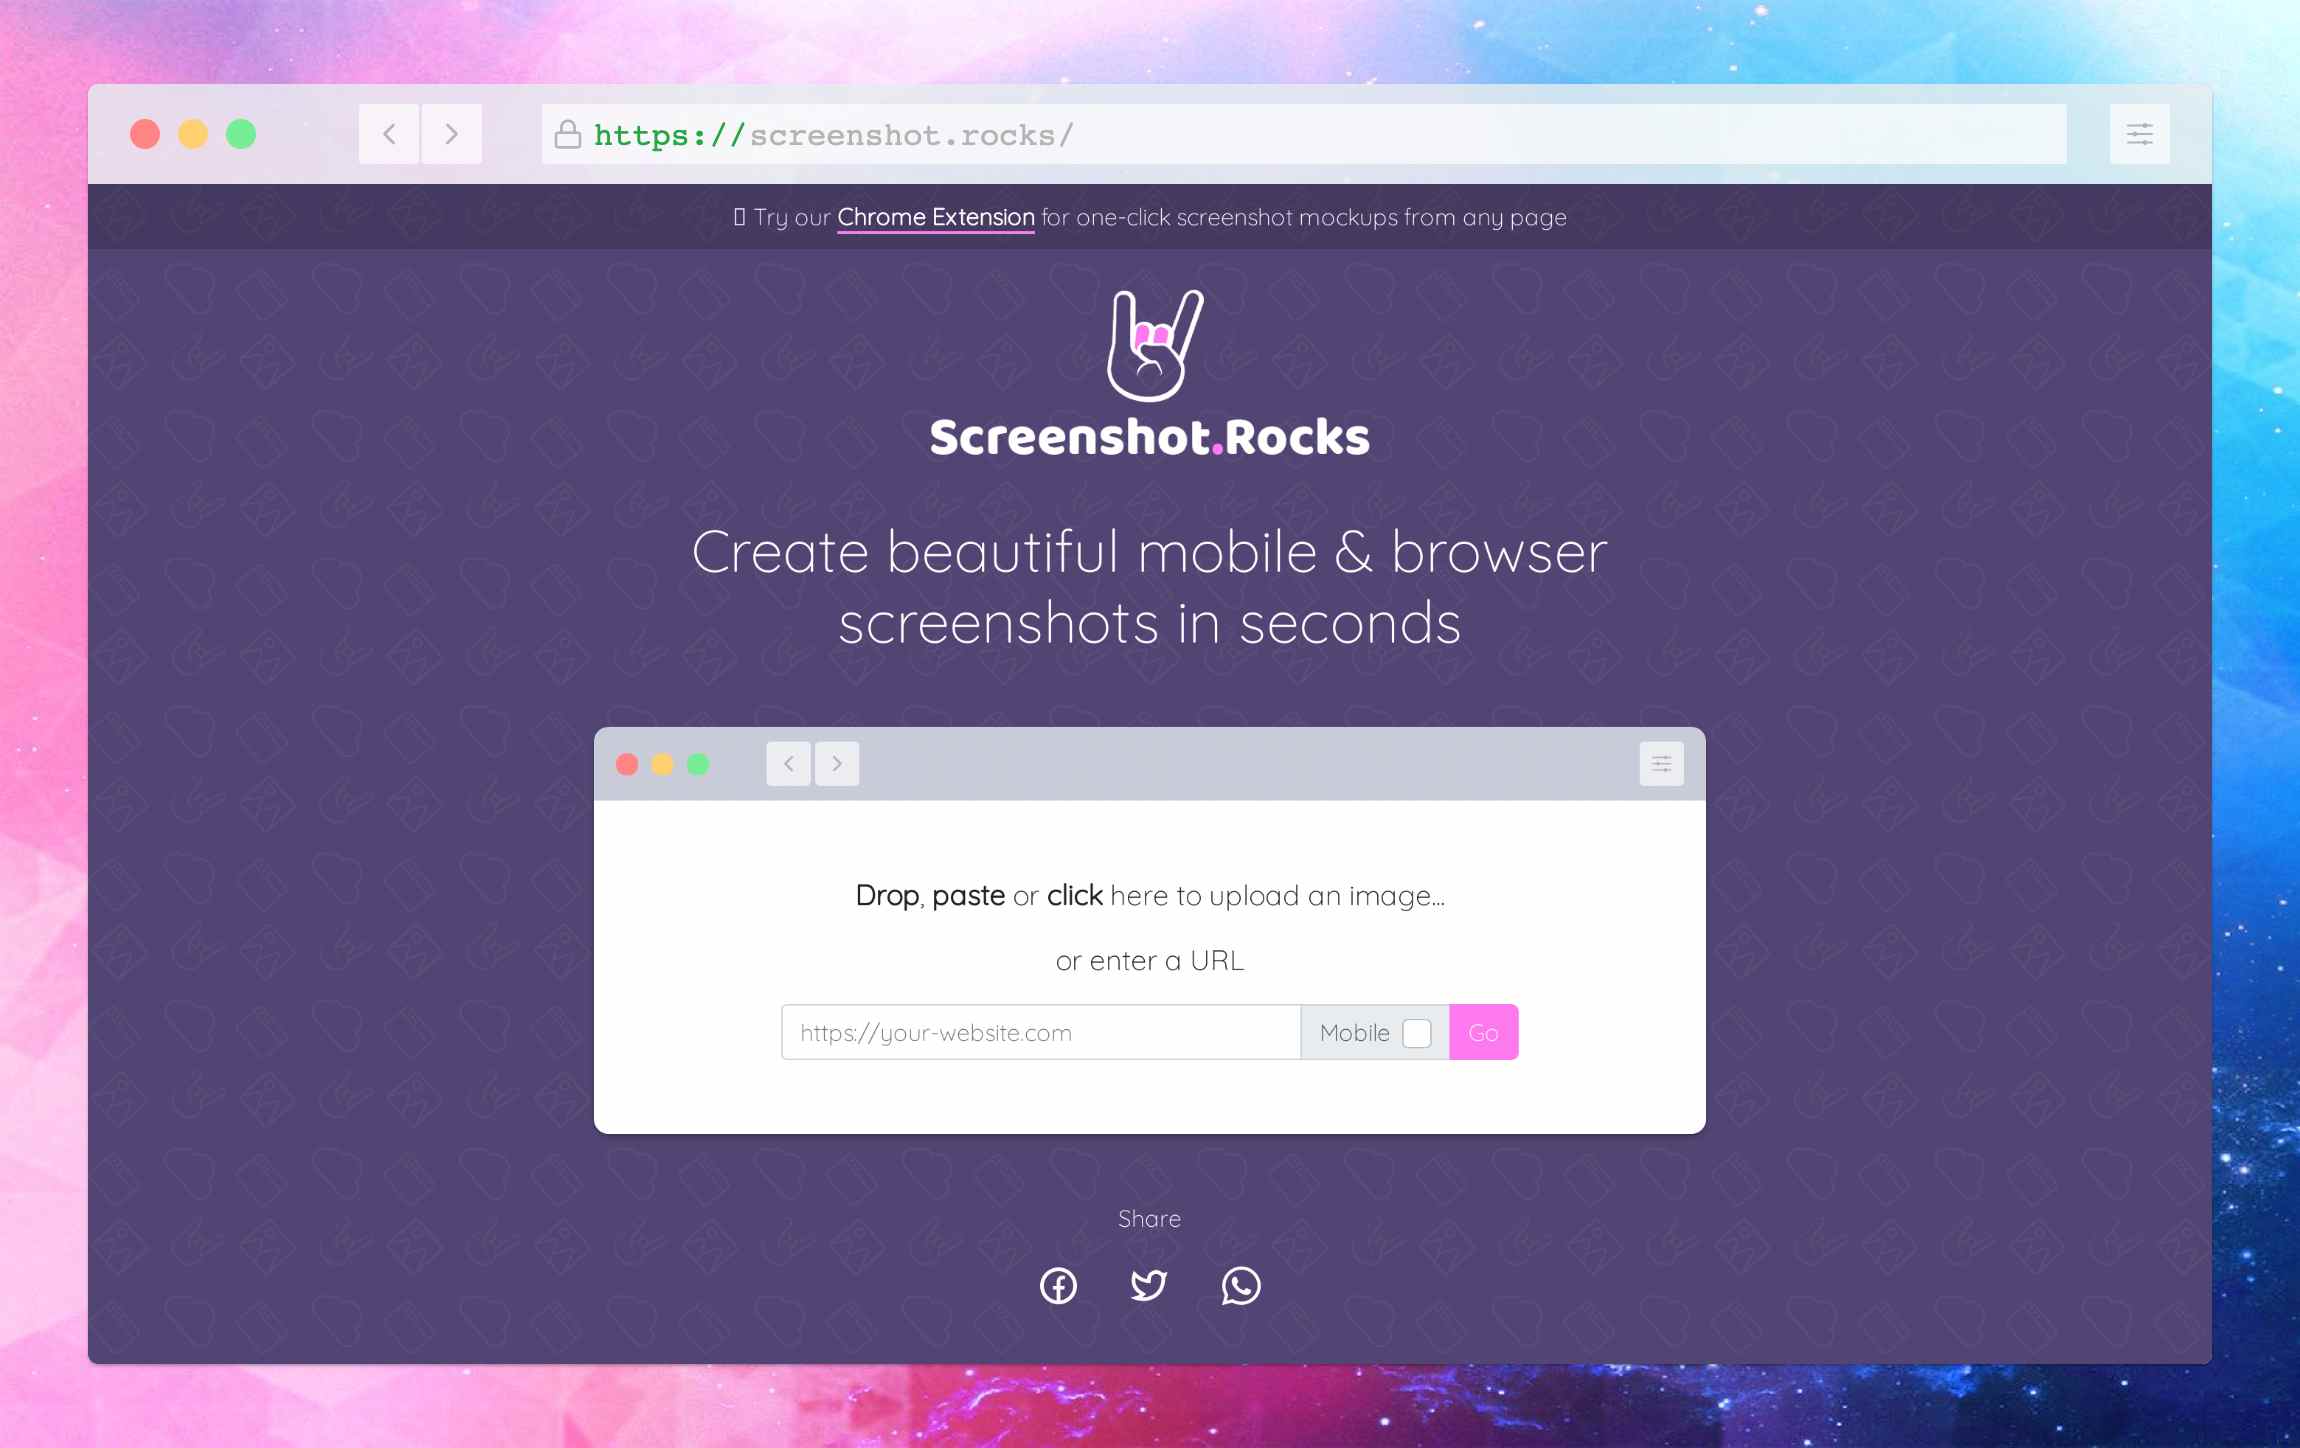 https://screenshot.rocks/
Try our Chrome Extension for one-click screenshot mockups from any page
Screenshot.Rocks
Create beautiful mobile & browser
screenshots in seconds
Drop, paste or click here to upload an image...
or enter a URL
https://your-website.com
Mobile
Go
Share